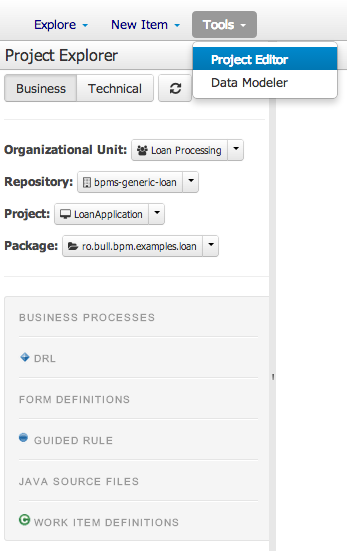 Explore New Item Tools
Project Explorer
Project Editor
Data Modeler
Business Technical
Organizational Unit: Loan Processing
Repository: bpms-generic-loan
Project: LoanApplication
Package: ro.bull.bpm.examples.loan
BUSINESS PROCESSES
DRL
FORM DEFINITIONS
GUIDED RULE
JAVA SOURCE FILES
WORK ITEM DEFINITIONS